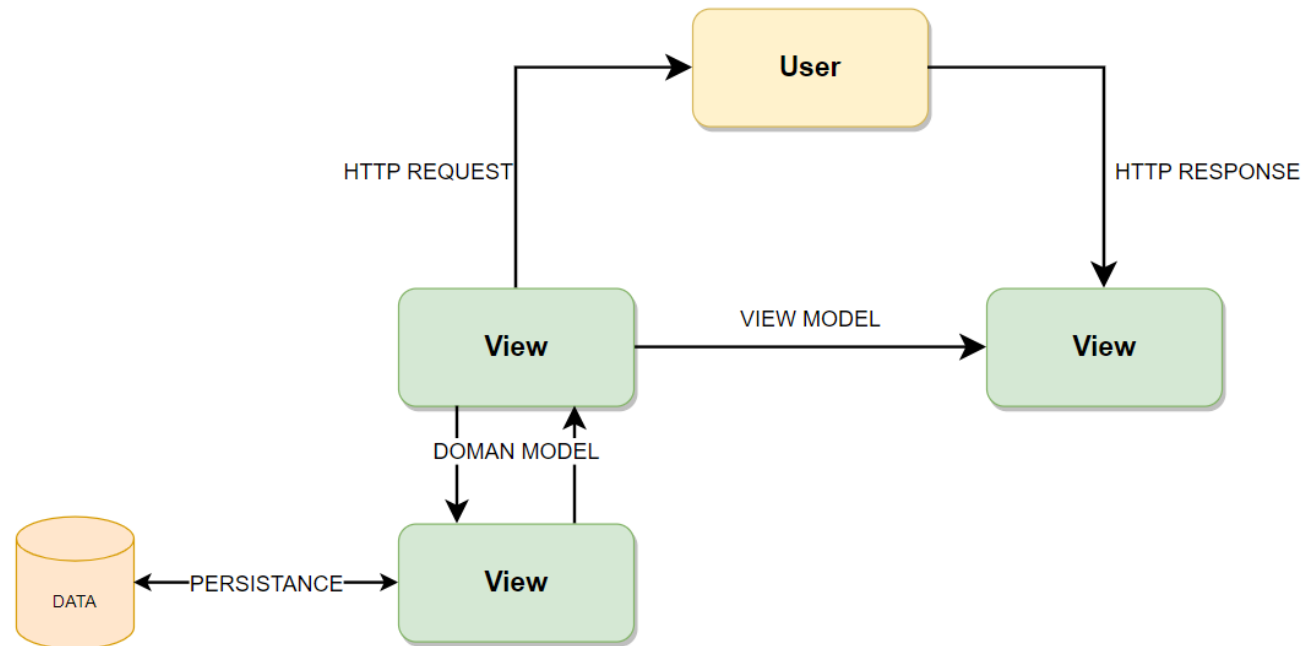 User
HTTP REQUEST
HTTP RESPONSE
View
VIEW MODEL
View
DOMAN MODEL
View
PERSISTANCE
DATA